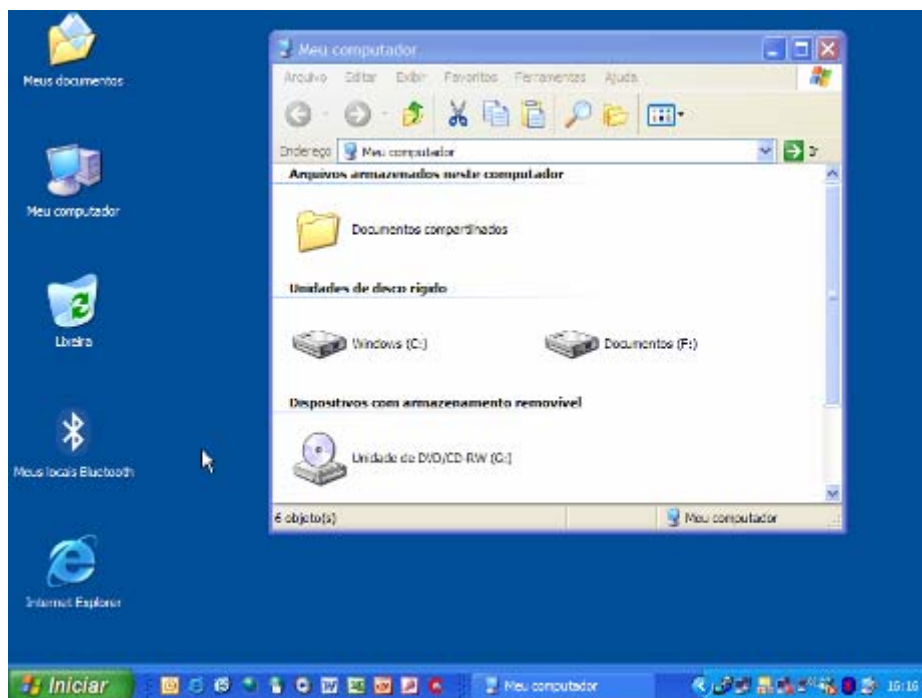 Meus documentos
Meu computador
Lixeira
Meus locais Bluetooth
Internet Explorer
Meu computador
Arquivo Editar Exibir Favoritos Ferramentas Ajuda
Endereço Meu computador Ir
Arquivos armazenados neste computador
Documentos compartilhados
Unidades de disco rígido
Windows (C:) Documentos (F:)
Dispositivos com armazenamento removível
Unidade de DVD/CD-RW (G:)
6 objeto(s) Meu computador
Iniciar Meu computador 16:16